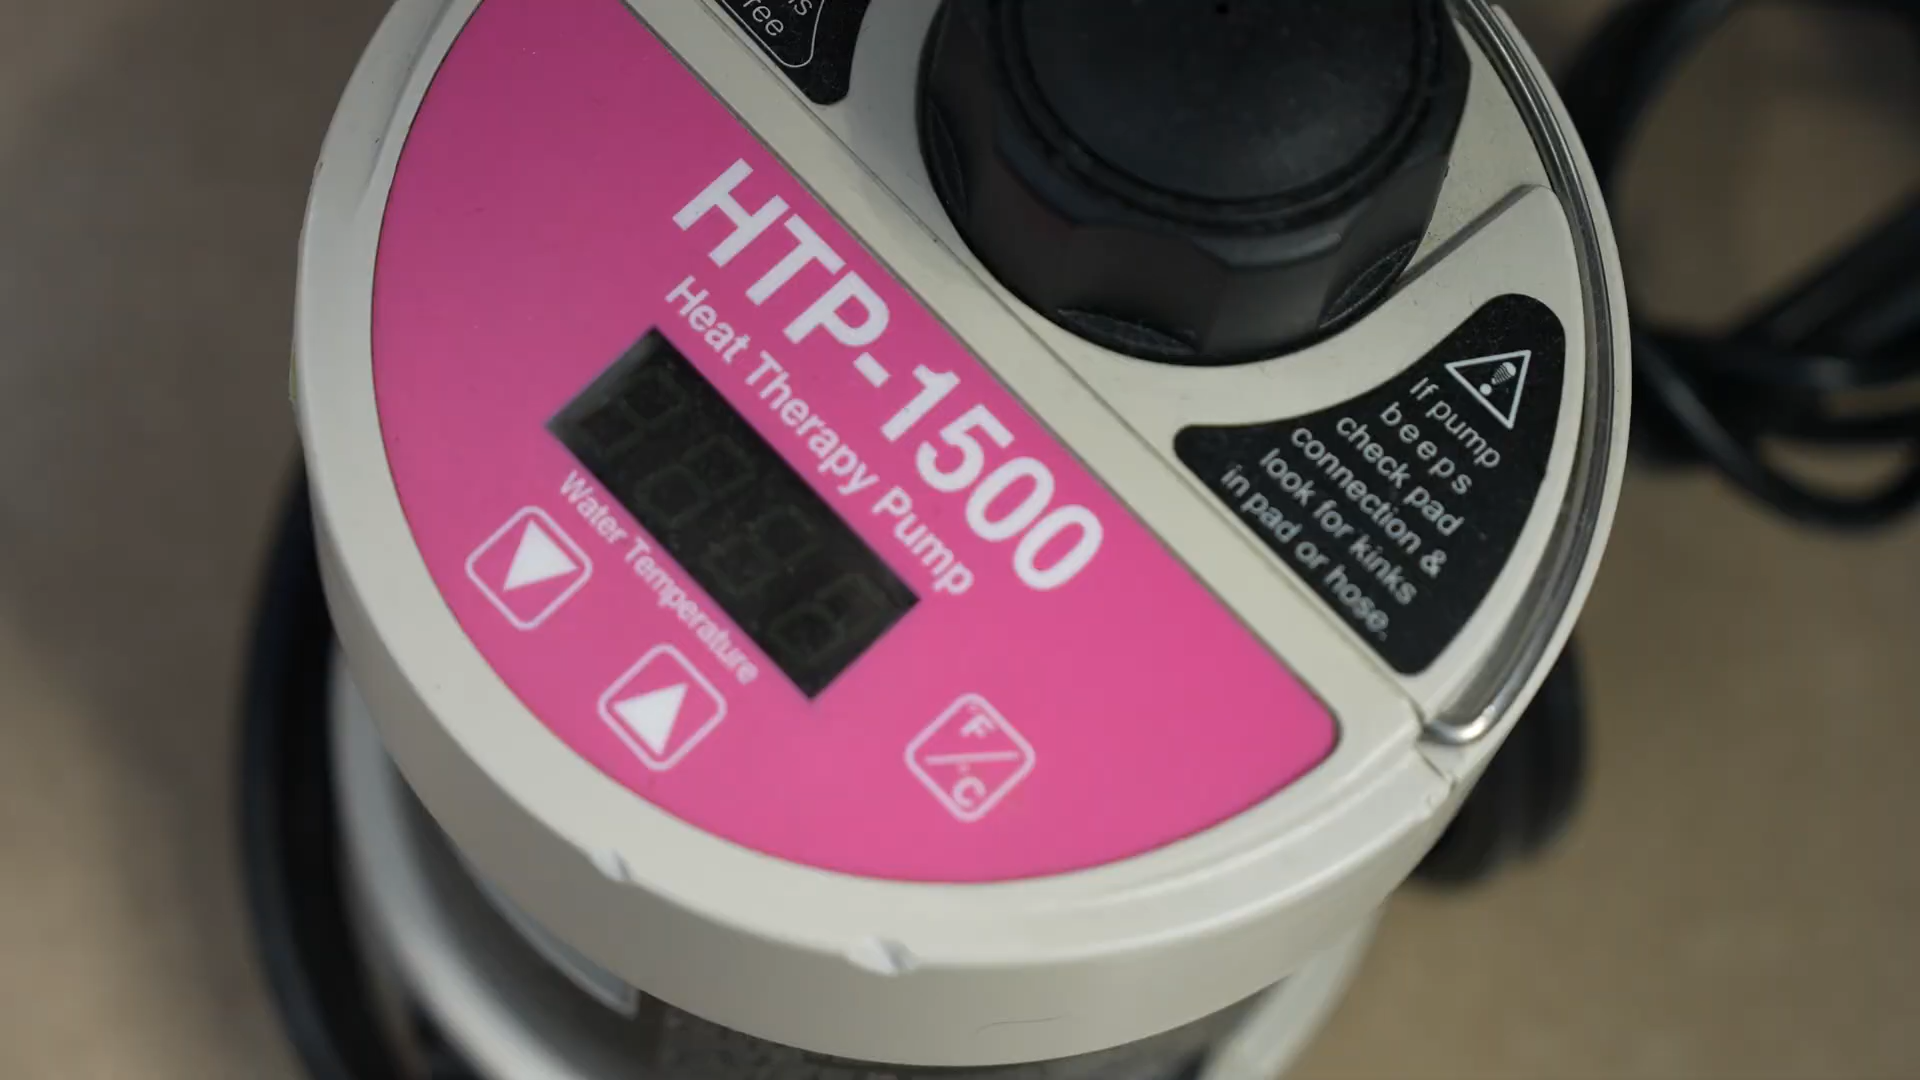 ree
HTP-1500
Heat Therapy Pump
Water Temperature
°F/°C
If pump
beeps
check pad
connection &
look for kinks
in pad or hose.